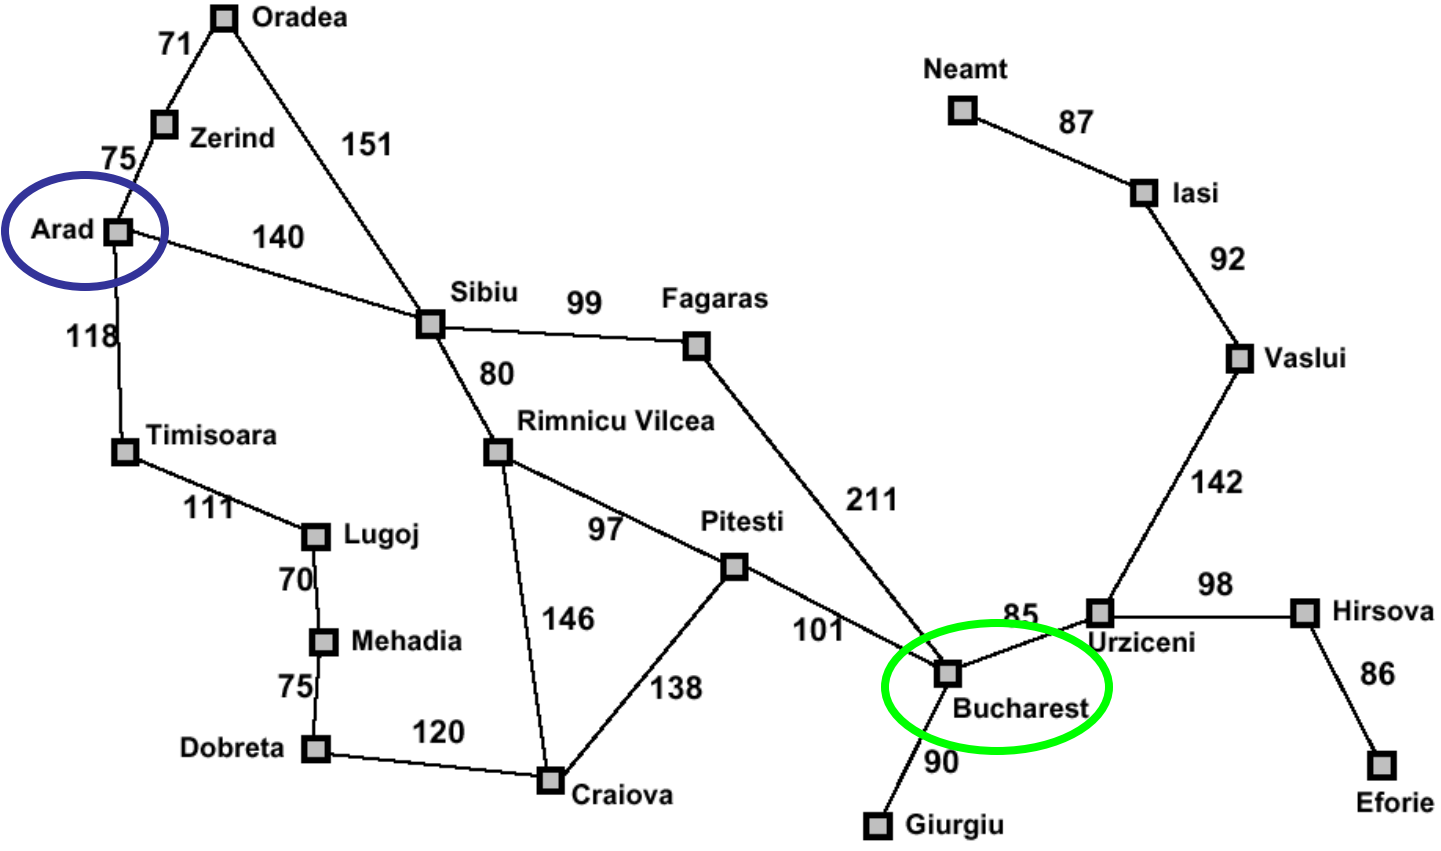 Oradea
71
Neamt
87
Zerind
151
75
Iasi
Arad
140
92
Sibiu
99
Fagaras
118
80
Vaslui
Timisoara
Rimnicu Vilcea
111
97
Pitesti
211
142
Lugoj
70
98
146
101
85
Hirsova
Mehadia
Urziceni
75
138
86
Bucharest
Dobreta
120
90
Craiova
Eforie
Giurgiu